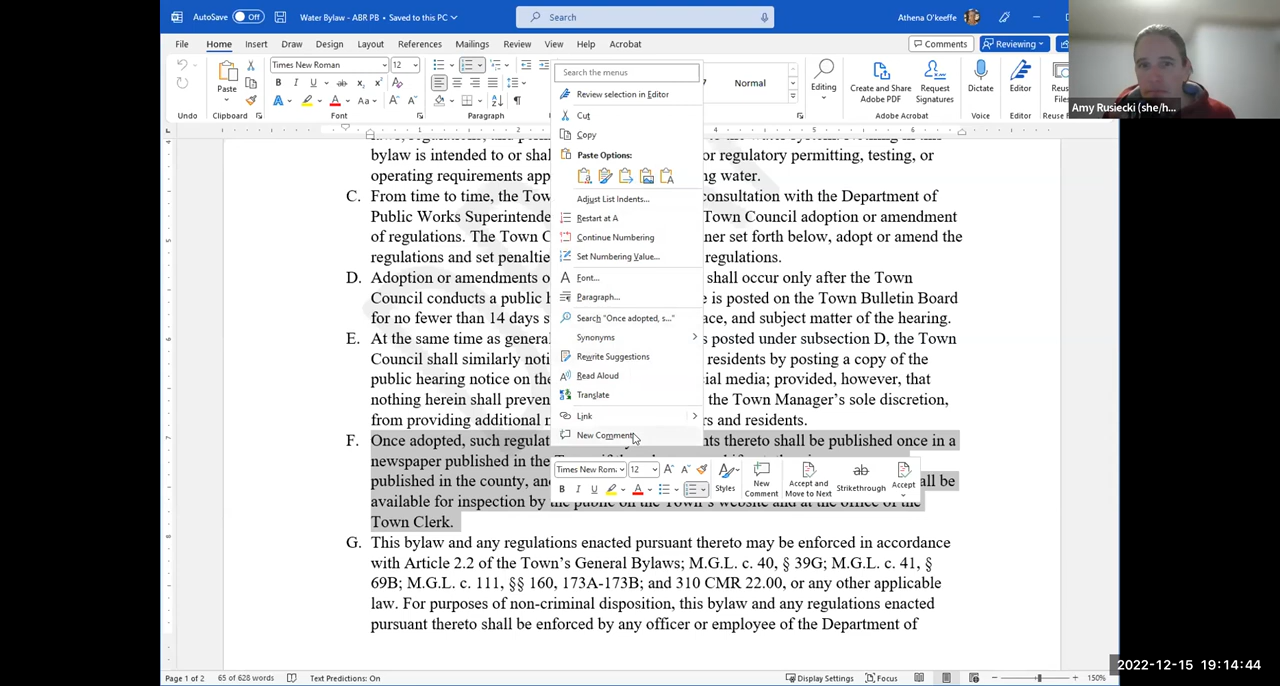 AutoSave Off Water Bylaw - ABR PB • Saved to this PC Search Athena O'keeffe
File Home Insert Draw Design Layout References Mailings Review View Help Acrobat Comments Reviewing
Times New Roman 12 Search the menus Normal
Paste Editing Create and Share Adobe PDF Request Signatures Dictate Editor Reus Files
Amy Rusiecki (she/h...
Undo Clipboard Font Paragraph Adobe Acrobat Voice Editor Reuse
Review selection in Editor
Cut
Copy
Paste Options:
Adjust List Indents...
Restart at A
Continue Numbering
Set Numbering Value...
Font...
Paragraph...
Search "Once adopted, s..."
Synonyms
Rewrite Suggestions
Read Aloud
Translate
Link
New Comment
Times New Rom 12
Styles New Comment Accept and Move to Next Strikethrough Accept
bylaw is intended to or shal or regulatory permitting, testing, or
operating requirements app ng water.
C. From time to time, the Tow consultation with the Department of
Public Works Superintende Town Council adoption or amendment
of regulations. The Town C ner set forth below, adopt or amend the
regulations and set penaltie regulations.
D. Adoption or amendments o shall occur only after the Town
Council conducts a public h e is posted on the Town Bulletin Board
for no fewer than 14 days s ace, and subject matter of the hearing.
E. At the same time as general s posted under subsection D, the Town
Council shall similarly noti residents by posting a copy of the
public hearing notice on the ial media; provided, however, that
nothing herein shall preven the Town Manager's sole discretion,
from providing additional n rs and residents.
F. Once adopted, such regulat nts thereto shall be published once in a
newspaper published in the
published in the county, an all be
available for inspection by the public on the Town's website and at the office of the
Town Clerk.
G. This bylaw and any regulations enacted pursuant thereto may be enforced in accordance
with Article 2.2 of the Town's General Bylaws; M.G.L. c. 40, § 39G; M.G.L. c. 41, §
69B; M.G.L. c. 111, §§ 160, 173A-173B; and 310 CMR 22.00, or any other applicable
law. For purposes of non-criminal disposition, this bylaw and any regulations enacted
pursuant thereto shall be enforced by any officer or employee of the Department of
2022-12-15 19:14:44
Page 1 of 2 65 of 628 words Text Predictions: On Display Settings Focus 150%